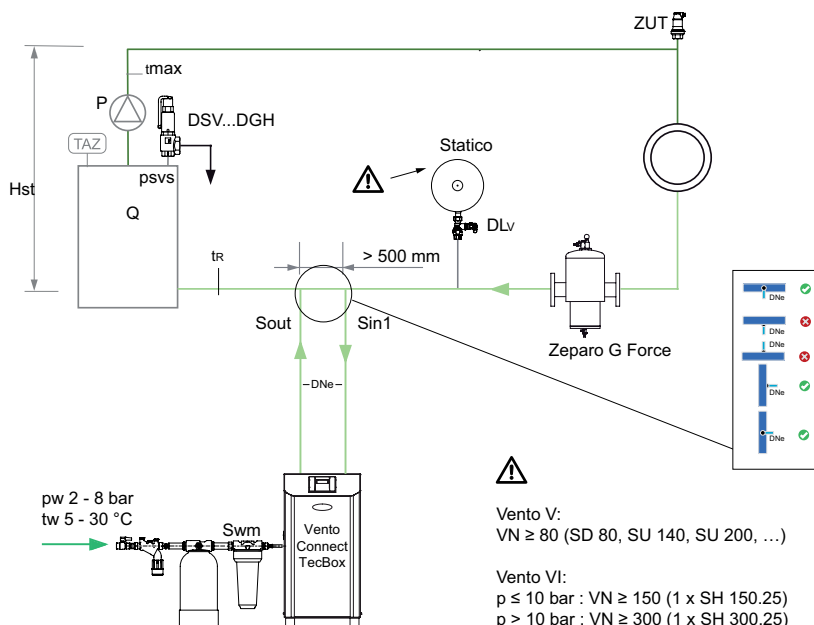 ZUT
tmax
P
DSV...DGH
TAZ
psvs
Statico
Hst
Q
DLV
tR
> 500 mm
Sout
Sin1
Zeparo G Force
DNe
DNe
DNe
DNe
DNe
DNe
pw 2 - 8 bar
tw 5 - 30 °C
Swm
Vento
Connect
TecBox
Vento V:
VN ≥ 80 (SD 80, SU 140, SU 200, …)
Vento VI:
p ≤ 10 bar : VN ≥ 150 (1 x SH 150.25)
p > 10 bar : VN ≥ 300 (1 x SH 300.25)